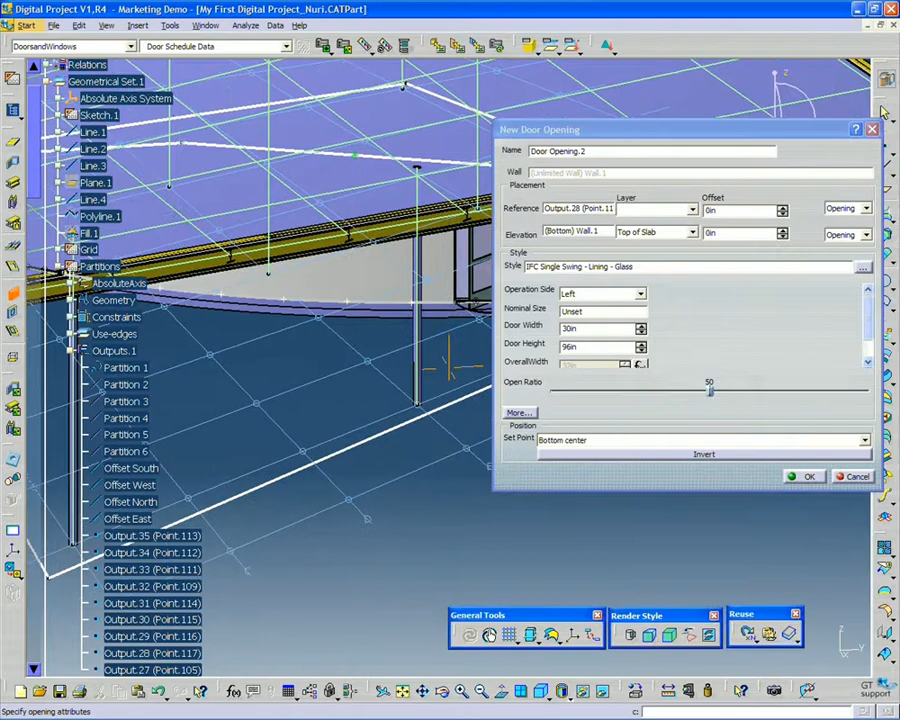 Digital Project V1,R4 - Marketing Demo - [My First Digital Project_Nuri.CATPart]
Start File Edit View Insert Tools Window Analyze Data Help
DoorsandWindows Door Schedule Data
Relations
Geometrical Set.1
Absolute Axis System
Sketch.1
Line.1
Line.2
Line.3
Plane.1
Line.4
Polyline.1
Fill.1
Grid
Partitions
AbsoluteAxis
Geometry
Constraints
Use-edges
Outputs.1
Partition 1
Partition 2
Partition 3
Partition 4
Partition 5
Partition 6
Offset South
Offset West
Offset North
Offset East
Output.35 (Point.113)
Output.34 (Point.112)
Output.33 (Point.111)
Output.32 (Point.109)
Output.31 (Point.114)
Output.30 (Point.115)
Output.29 (Point.116)
Output.28 (Point.117)
Output.27 (Point.105)
z
New Door Opening
Name Door Opening.2
Wall (Unlimited Wall) Wall.1
Placement
Layer Offset
Reference Output.28 (Point.11 0in Opening
Elevation (Bottom) Wall.1 Top of Slab 0in Opening
Style
Style IFC Single Swing - Lining - Glass ...
Operation Side Left
Nominal Size Unset
Door Width 30in
Door Height 96in
OverallWidth
Open Ratio 50
More...
Position
Set Point Bottom center
Invert
OK Cancel
General Tools Render Style Reuse
z
x y
f(x)
GT
support
Specify opening attributes c: